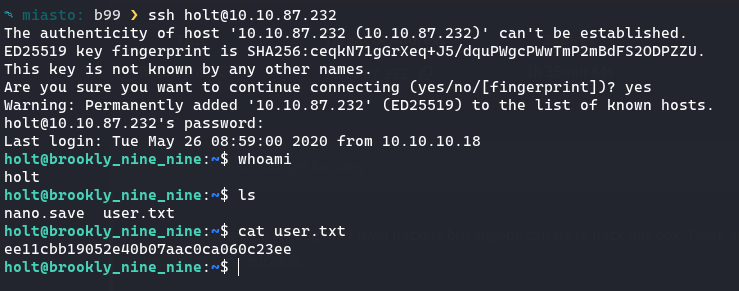 ~ miasto: b99 ❯ ssh holt@10.10.87.232
The authenticity of host '10.10.87.232 (10.10.87.232)' can't be established.
ED25519 key fingerprint is SHA256:ceqkN71gGrXeq+J5/dquPWgcPWwTmP2mBdFS2ODPZZU.
This key is not known by any other names.
Are you sure you want to continue connecting (yes/no/[fingerprint])? yes
Warning: Permanently added '10.10.87.232' (ED25519) to the list of known hosts.
holt@10.10.87.232's password:
Last login: Tue May 26 08:59:00 2020 from 10.10.10.18
holt@brookly_nine_nine:~$ whoami
holt
holt@brookly_nine_nine:~$ ls
nano.save  user.txt
holt@brookly_nine_nine:~$ cat user.txt
ee11cbb19052e40b07aac0ca060c23ee
holt@brookly_nine_nine:~$